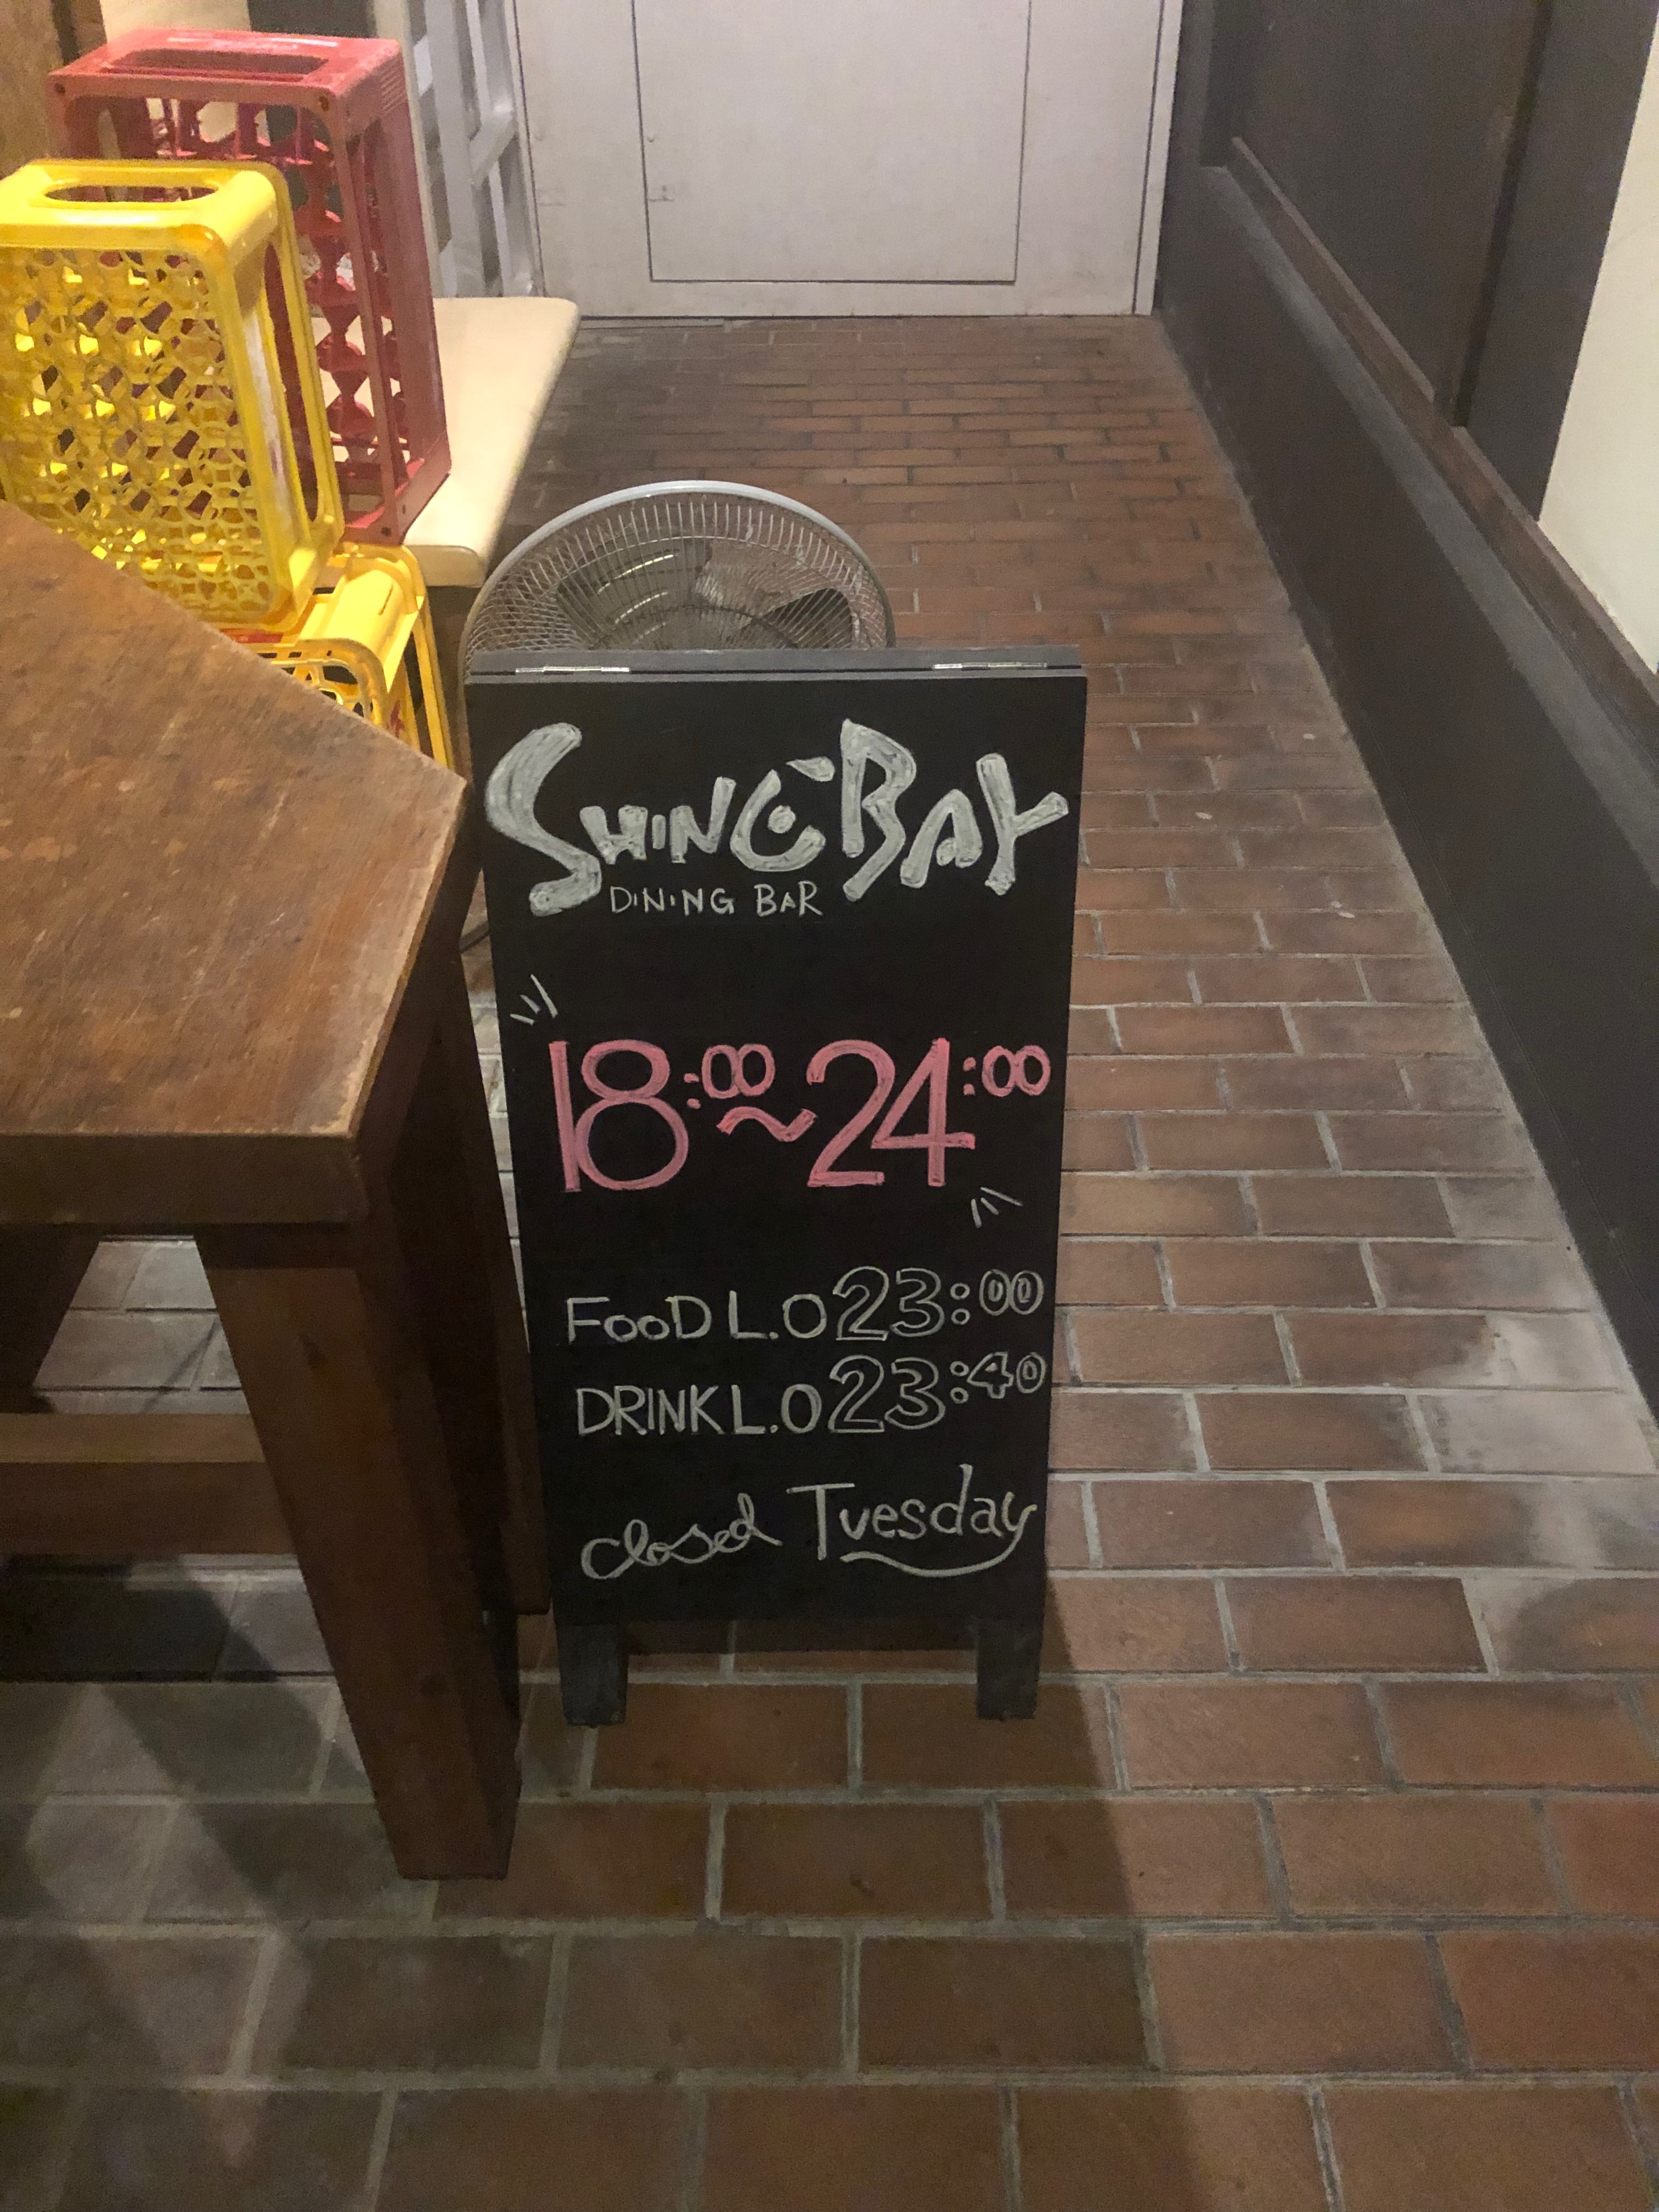 SHINGBAY
DINING BAR
18:00~24:00
FOOD L.O 23:00
DRINK L.O 23:40
closed Tuesday